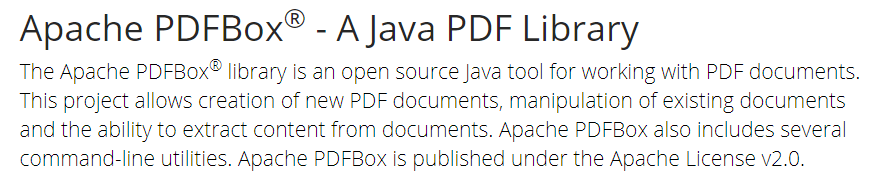 Apache PDFBox® - A Java PDF Library
The Apache PDFBox® library is an open source Java tool for working with PDF documents.
This project allows creation of new PDF documents, manipulation of existing documents
and the ability to extract content from documents. Apache PDFBox also includes several
command-line utilities. Apache PDFBox is published under the Apache License v2.0.